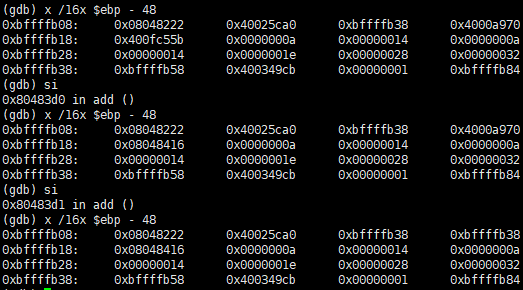 (gdb) x /16x $ebp - 48
0xbffffb08: 0x08048222 0x40025ca0 0xbffffb38 0x4000a970
0xbffffb18: 0x400fc55b 0x0000000a 0x00000014 0x0000000a
0xbffffb28: 0x00000014 0x0000001e 0x00000028 0x00000032
0xbffffb38: 0xbffffb58 0x400349cb 0x00000001 0xbffffb84
(gdb) si
0x80483d0 in add ()
(gdb) x /16x $ebp - 48
0xbffffb08: 0x08048222 0x40025ca0 0xbffffb38 0x4000a970
0xbffffb18: 0x08048416 0x0000000a 0x00000014 0x0000000a
0xbffffb28: 0x00000014 0x0000001e 0x00000028 0x00000032
0xbffffb38: 0xbffffb58 0x400349cb 0x00000001 0xbffffb84
(gdb) si
0x80483d1 in add ()
(gdb) x /16x $ebp - 48
0xbffffb08: 0x08048222 0x40025ca0 0xbffffb38 0xbffffb38
0xbffffb18: 0x08048416 0x0000000a 0x00000014 0x0000000a
0xbffffb28: 0x00000014 0x0000001e 0x00000028 0x00000032
0xbffffb38: 0xbffffb58 0x400349cb 0x00000001 0xbffffb84